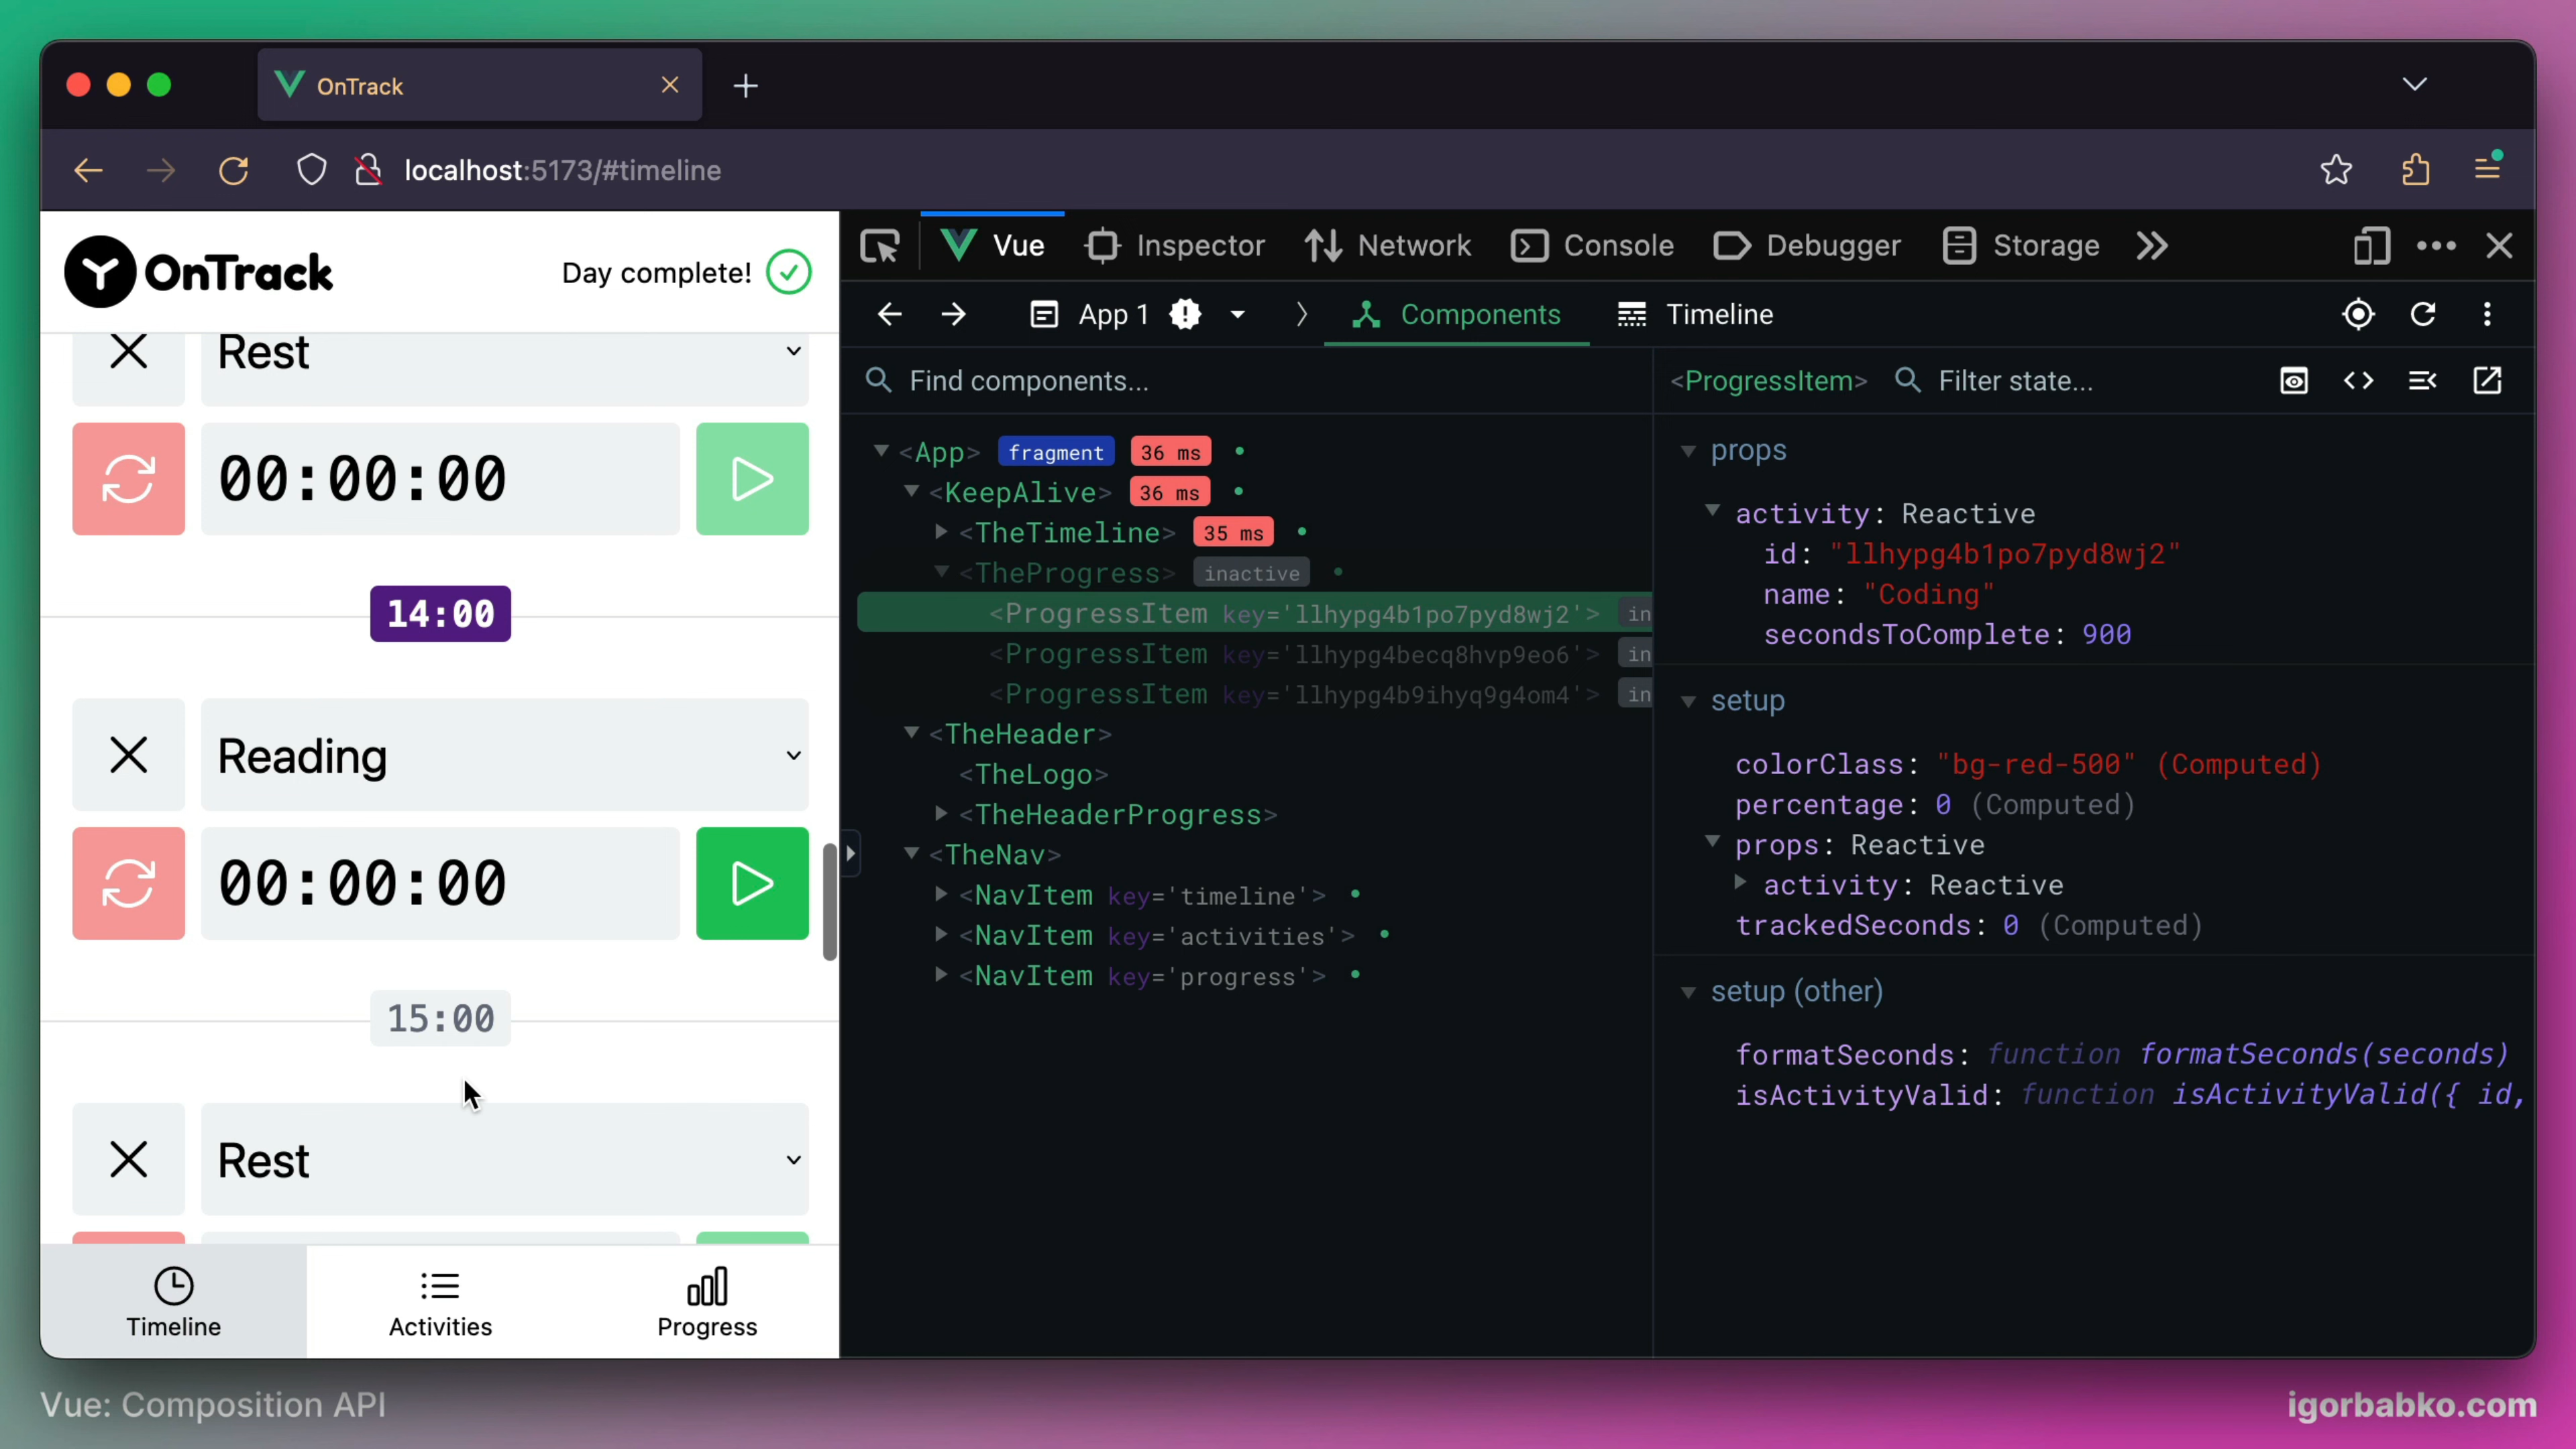 OnTrack
localhost:5173/#timeline
OnTrack
Day complete!
Rest
00:00:00
14:00
Reading
00:00:00
15:00
Rest
Timeline
Activities
Progress
Vue
Inspector
Network
Console
Debugger
Storage
App 1
Components
Timeline
Find components...
<App> fragment 36 ms
<KeepAlive> 36 ms
<TheTimeline> 35 ms
<TheProgress> inactive
<ProgressItem key='llhypg4b1po7pyd8wj2'> in
<ProgressItem key='llhypg4becq8hvp9eo6'> in
<ProgressItem key='llhypg4b9ihyq9g4om4'> in
<TheHeader>
<TheLogo>
<TheHeaderProgress>
<TheNav>
<NavItem key='timeline'>
<NavItem key='activities'>
<NavItem key='progress'>
<ProgressItem>
Filter state...
props
activity: Reactive
id: "llhypg4b1po7pyd8wj2"
name: "Coding"
secondsToComplete: 900
setup
colorClass: "bg-red-500" (Computed)
percentage: 0 (Computed)
props: Reactive
activity: Reactive
trackedSeconds: 0 (Computed)
setup (other)
formatSeconds: function formatSeconds(seconds)
isActivityValid: function isActivityValid({ id,
Vue: Composition API
igorbabko.com